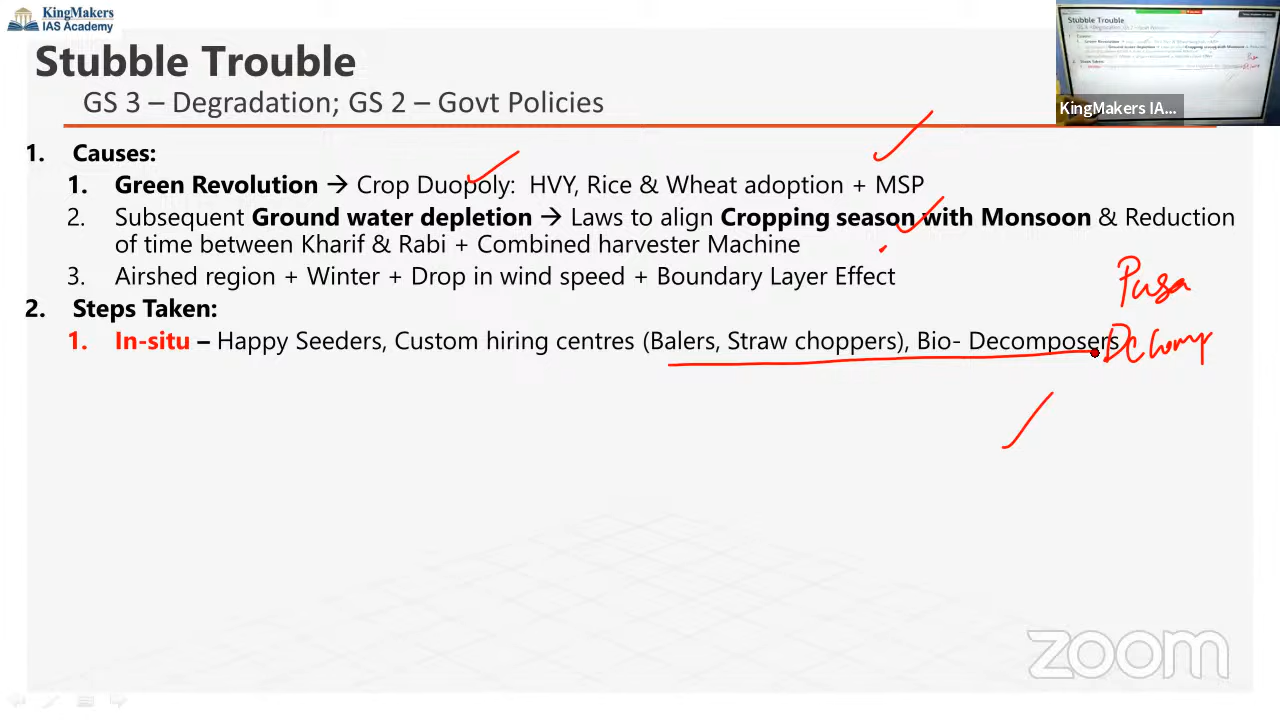 KingMakers
IAS Academy
Stubble Trouble
GS 3 – Degradation; GS 2 – Govt Policies
KingMakers IA...
1. Causes:
1. Green Revolution → Crop Duopoly: HVY, Rice & Wheat adoption + MSP
2. Subsequent Ground water depletion → Laws to align Cropping season with Monsoon & Reduction
of time between Kharif & Rabi + Combined harvester Machine
3. Airshed region + Winter + Drop in wind speed + Boundary Layer Effect
Pusa
2. Steps Taken:
1. In-situ – Happy Seeders, Custom hiring centres (Balers, Straw choppers), Bio- Decomposers
zoom